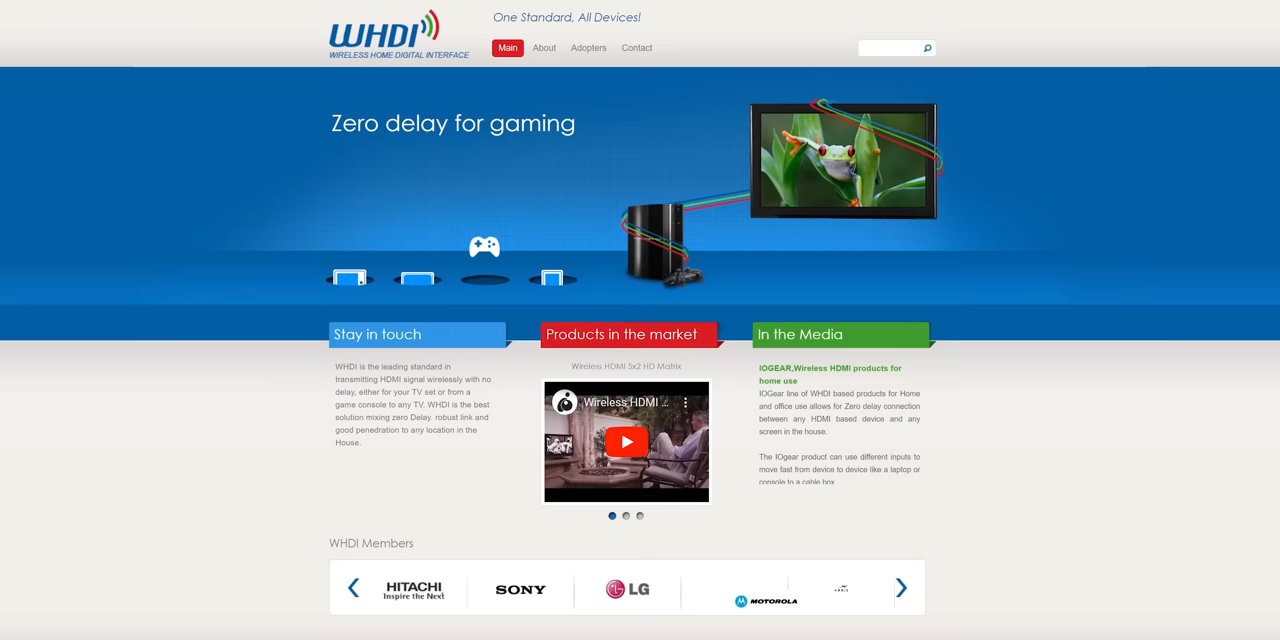 WHDI
WIRELESS HOME DIGITAL INTERFACE
One Standard, All Devices!
Main
About
Adopters
Contact
Zero delay for gaming
Stay in touch
WHDI is the leading standard in
transmitting HDMI signal wirelessly with no
delay, either for your TV set or from a
game console to any TV. WHDI is the best
solution mixing zero Delay. robust link and
good penedration to any location in the
House.
Products in the market
Wireless HDMI 5x2 HD Matrix
Wireless HDMI ...
In the Media
IOGEAR,Wireless HDMI products for
home use
IOGear line of WHDI based products for Home
and office use allows for Zero delay connection
between any HDMI based device and any
screen in the house.
The IOgear product can use different inputs to
move fast from device to device like a laptop or
console to a cable box.
WHDI Members
HITACHI
Inspire the Next
SONY
LG
MOTOROLA
ARRIS